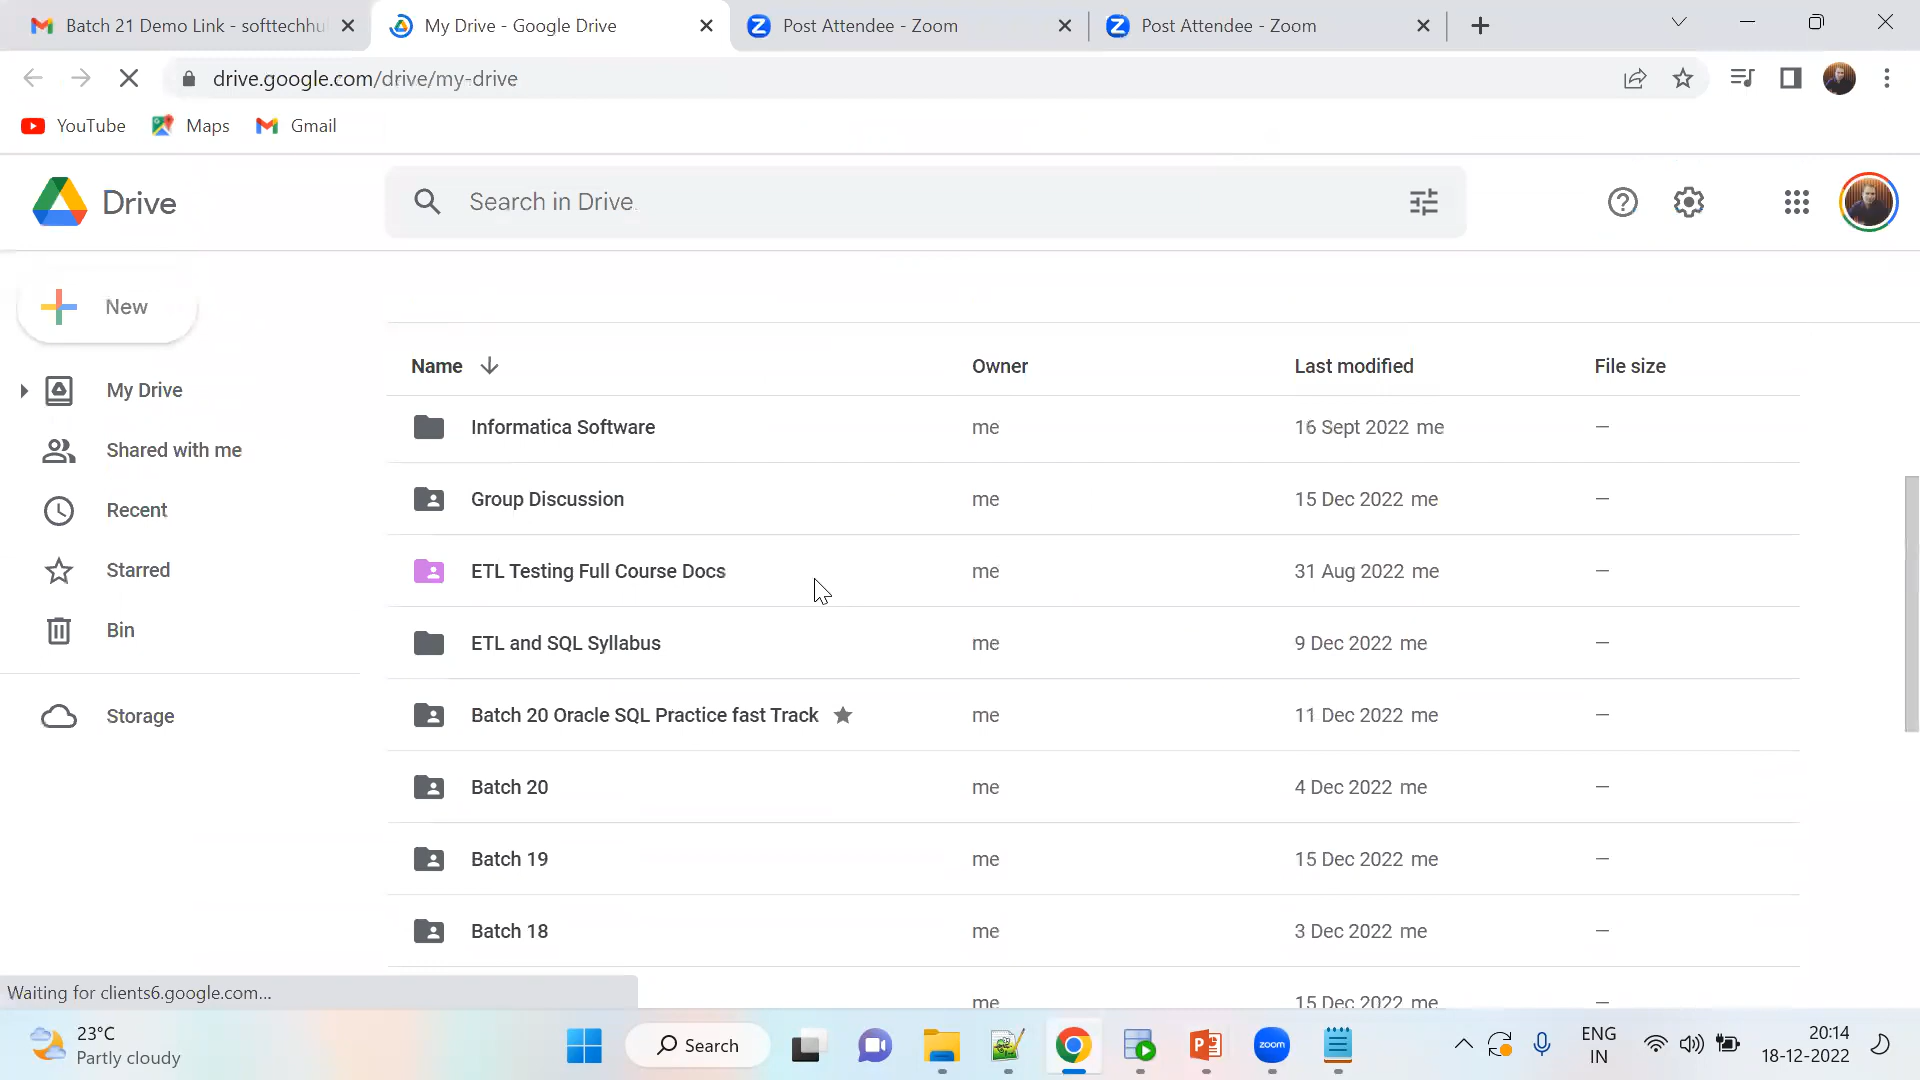 Batch 21 Demo Link - softtechhu
My Drive - Google Drive
Post Attendee - Zoom
Post Attendee - Zoom
drive.google.com/drive/my-drive
YouTube
Maps
Gmail
Drive
Search in Drive
New
My Drive
Shared with me
Recent
Starred
Bin
Storage
Name Owner Last modified File size
Informatica Software me 16 Sept 2022 me —
Group Discussion me 15 Dec 2022 me —
ETL Testing Full Course Docs me 31 Aug 2022 me —
ETL and SQL Syllabus me 9 Dec 2022 me —
Batch 20 Oracle SQL Practice fast Track me 11 Dec 2022 me —
Batch 20 me 4 Dec 2022 me —
Batch 19 me 15 Dec 2022 me —
Batch 18 me 3 Dec 2022 me —
me 15 Dec 2022 me —
Waiting for clients6.google.com...
23°C
Partly cloudy
Search
zoom
ENG
IN
20:14
18-12-2022